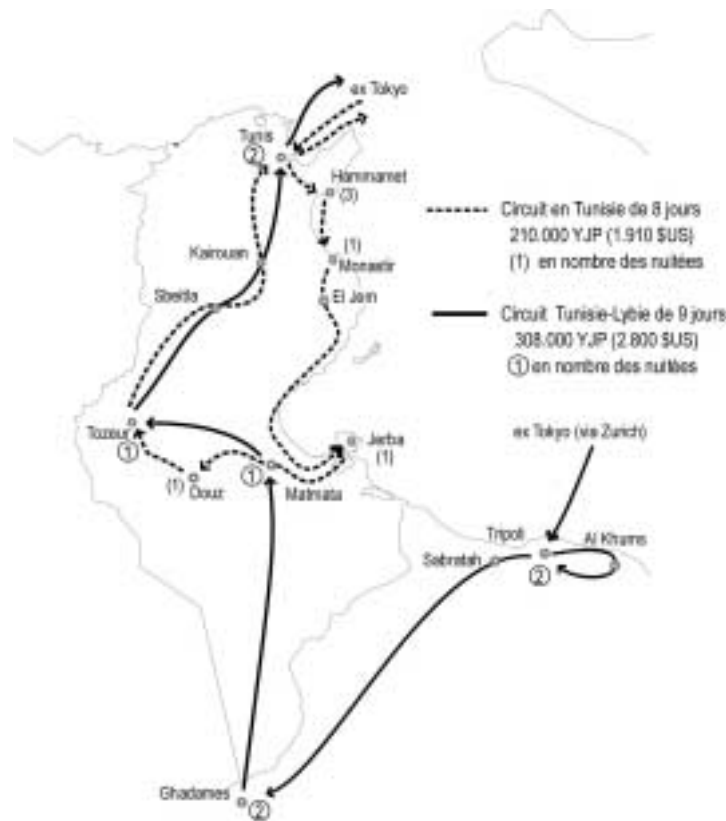 ex Tokyo
Tunis
②
Hammamet
(3)
Kairouan
(1)
Monastir
Sbeitla
El Jem
Circuit en Tunisie de 8 jours
210.000 YJP (1.910 $US)
(1) en nombre des nuitées
Circuit Tunisie-Lybie de 9 jours
308.000 YJP (2.800 $US)
① en nombre des nuitées
Tozeur
①
Jerba
(1)
ex Tokyo (via Zurich)
(1)
Douz
①
Matmata
Tripoli
Al Khums
Sabratah
②
Ghadames
②